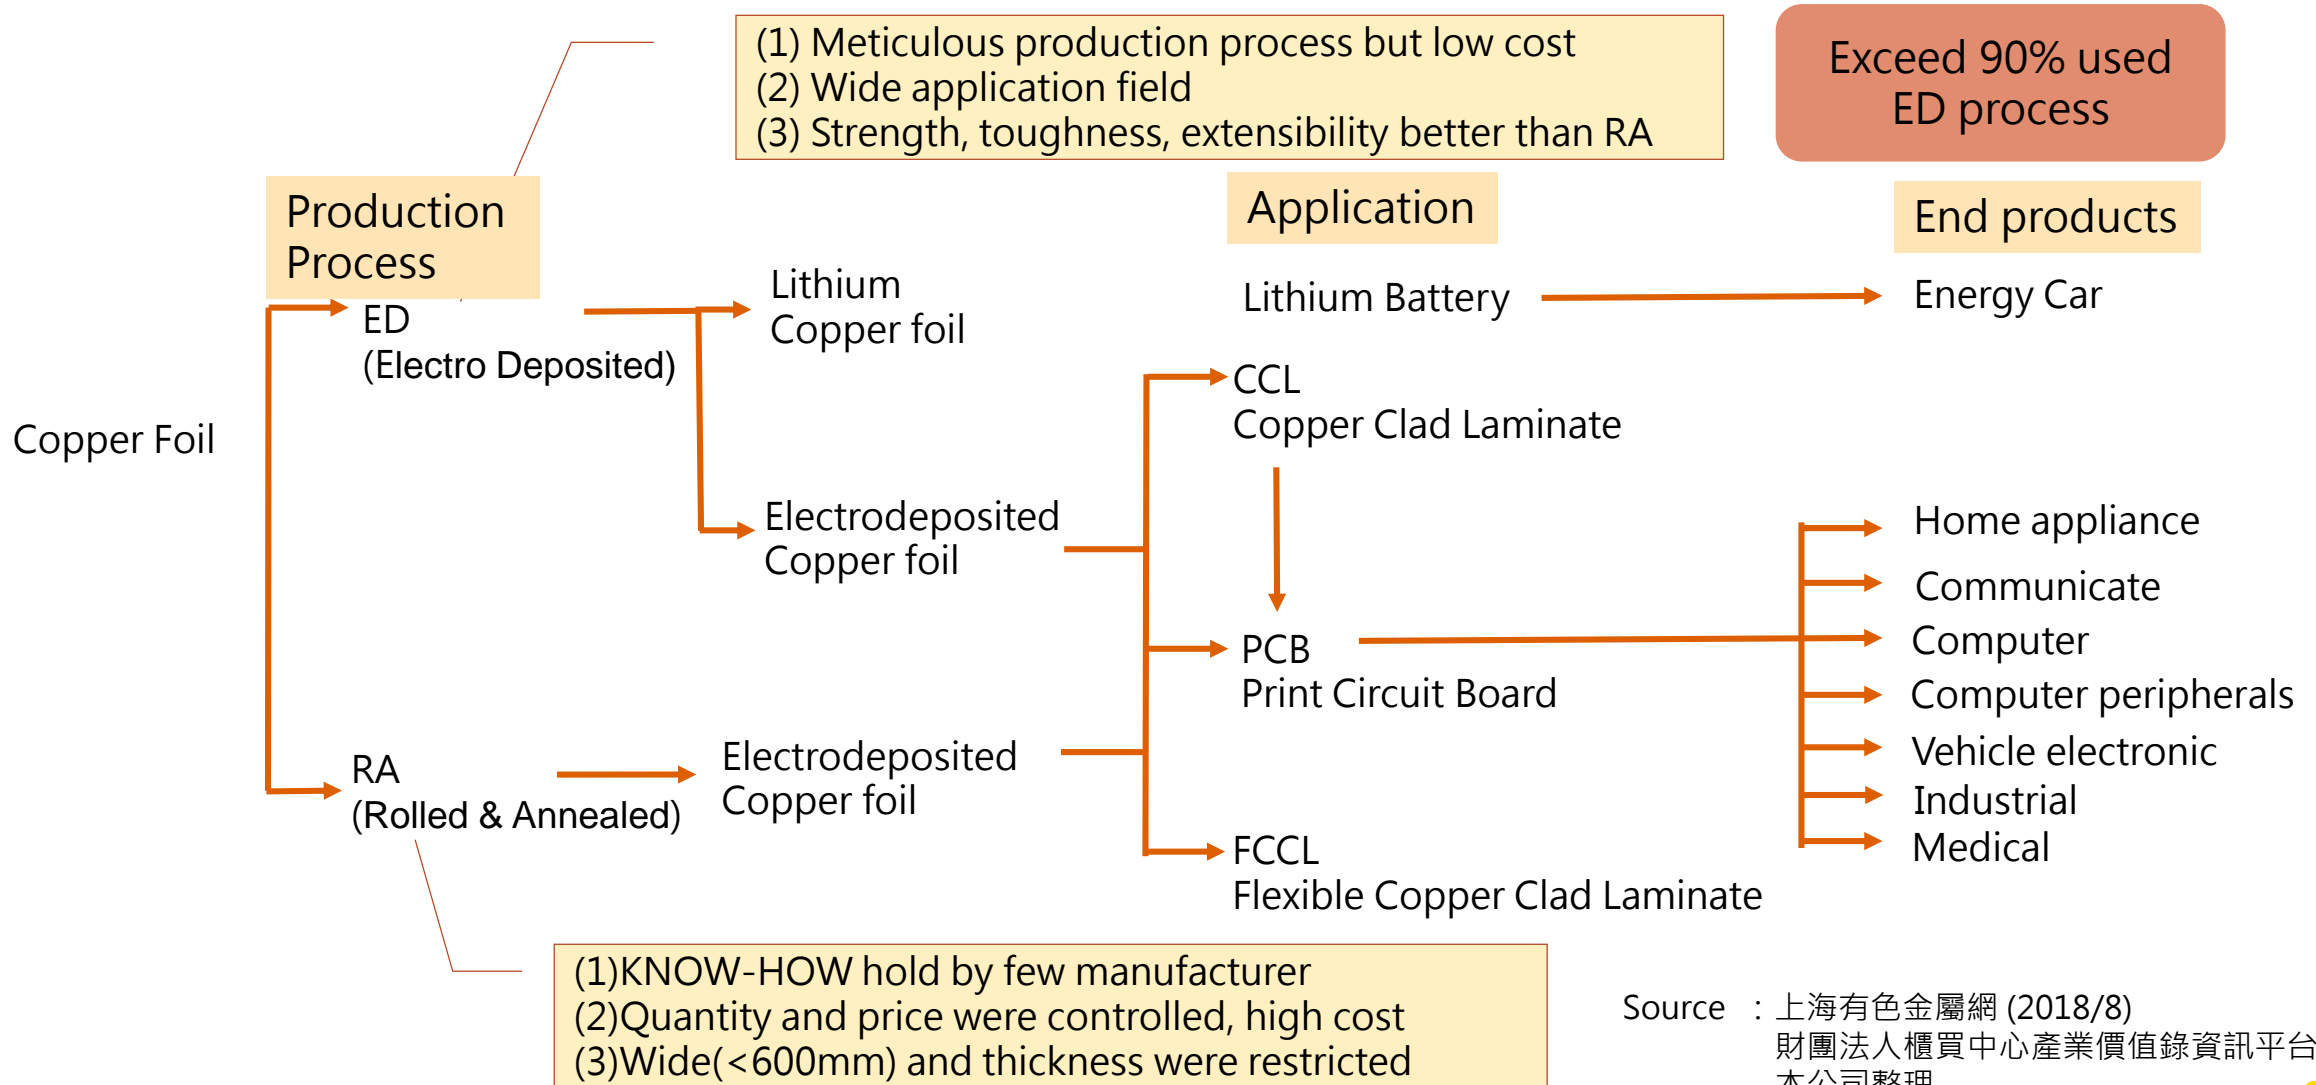 (1) Meticulous production process but low cost
(2) Wide application field
(3) Strength, toughness, extensibility better than RA
Exceed 90% used
ED process
Production
Process
Application
End products
Copper Foil
ED
(Electro Deposited)
Lithium
Copper foil
Lithium Battery
Energy Car
CCL
Copper Clad Laminate
Electrodeposited
Copper foil
PCB
Print Circuit Board
Home appliance
Communicate
Computer
Computer peripherals
Vehicle electronic
Industrial
Medical
RA
(Rolled & Annealed)
Electrodeposited
Copper foil
FCCL
Flexible Copper Clad Laminate
(1)KNOW-HOW hold by few manufacturer
(2)Quantity and price were controlled, high cost
(3)Wide(<600mm) and thickness were restricted
Source : 上海有色金屬網 (2018/8)
財團法人櫃買中心產業價值錄資訊平台
本公司整理